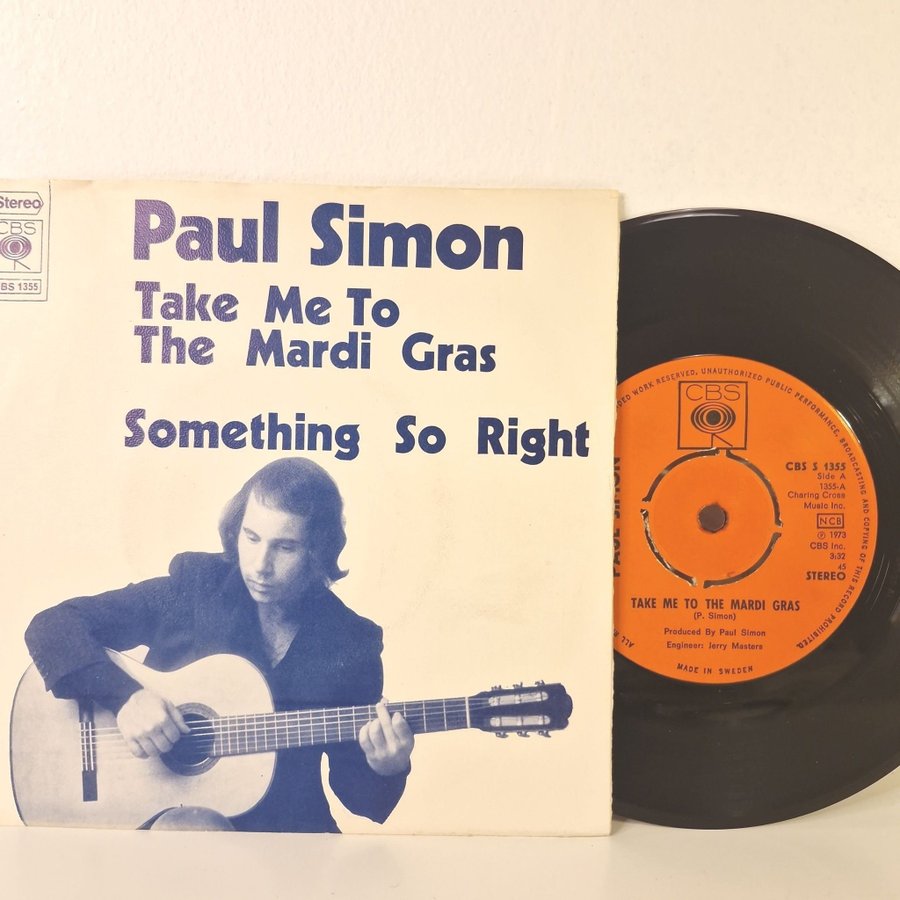 Stereo
CBS
BS 1355
Paul Simon
Take Me To
The Mardi Gras
Something So Right
DED WORK RESERVED, UNAUTHORIZED PUBLIC PERFORMANCE, BROADCASTING AND COPYING OF THIS RECORD PROHIBITED.
ALL R
CBS
CBS S 1355
Side A
1355-A
Charing Cross
Music Inc.
NCB
℗ 1973
CBS Inc.
3:32
45
STEREO
PAUL SIMON
TAKE ME TO THE MARDI GRAS
(P. Simon)
Produced By Paul Simon
Engineer: Jerry Masters
MADE IN SWEDEN